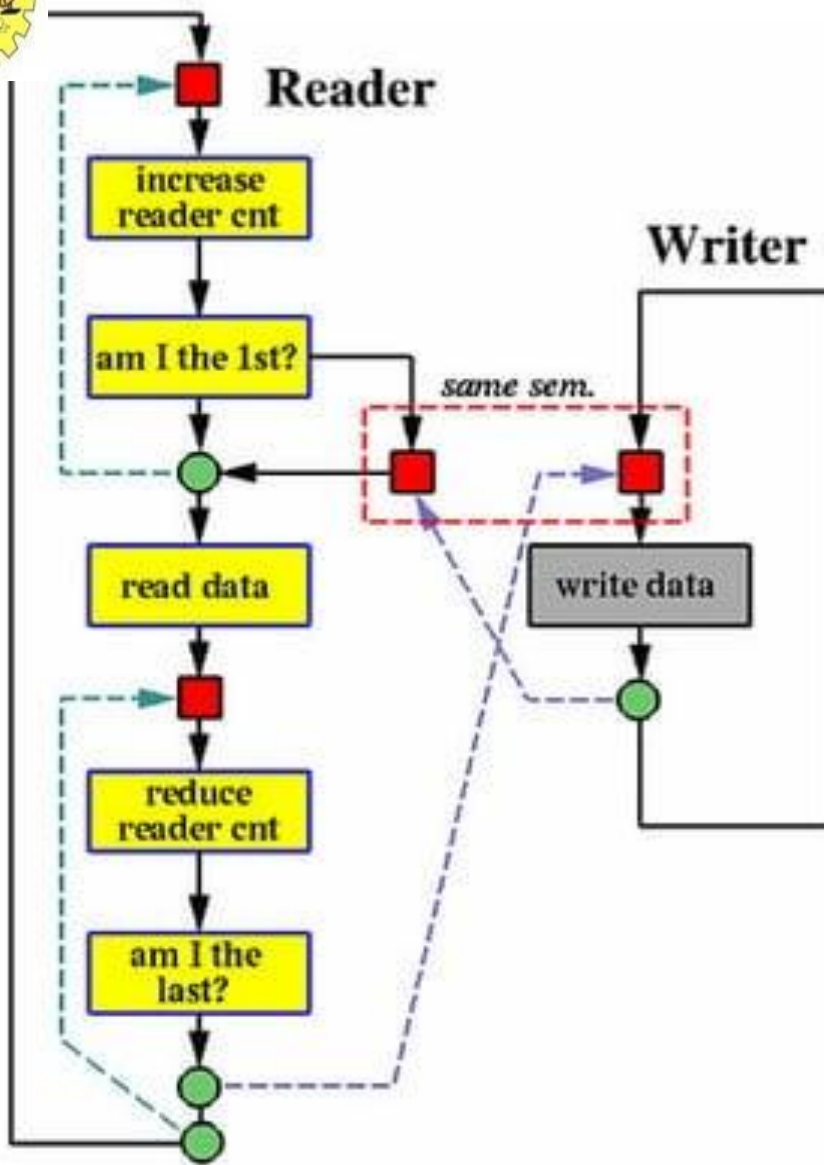 Reader
increase
reader cnt
Writer
am I the 1st?
same sem.
read data
write data
reduce
reader cnt
am I the
last?